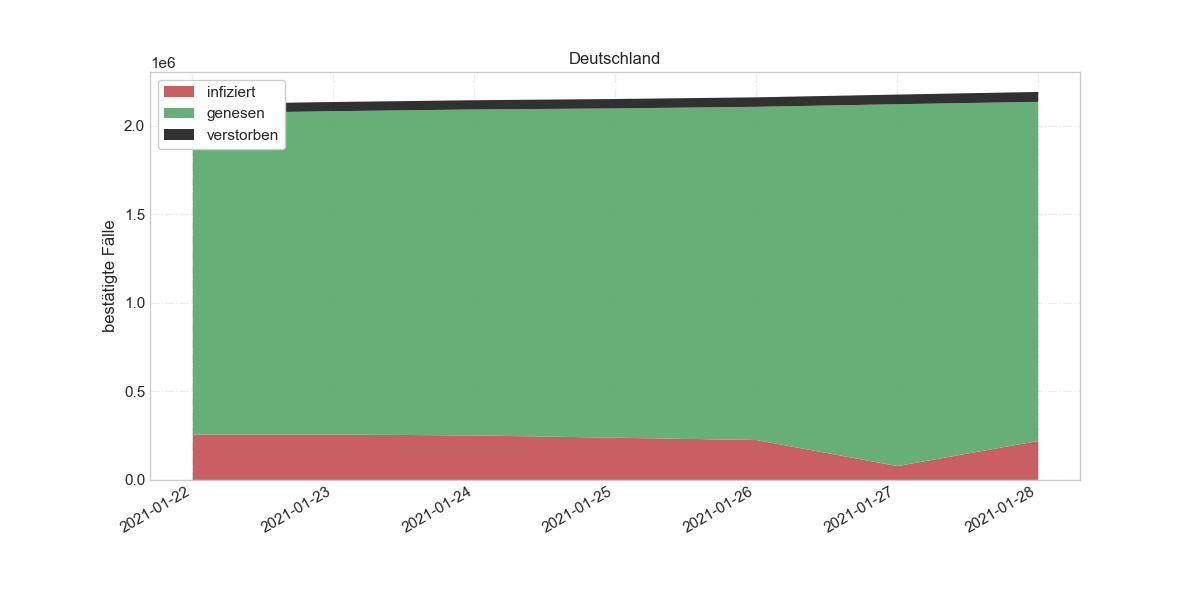 Deutschland
1e6
infiziert
genesen
verstorben
bestätigte Fälle
2.0
1.5
1.0
0.5
0.0
2021-01-22
2021-01-23
2021-01-24
2021-01-25
2021-01-26
2021-01-27
2021-01-28